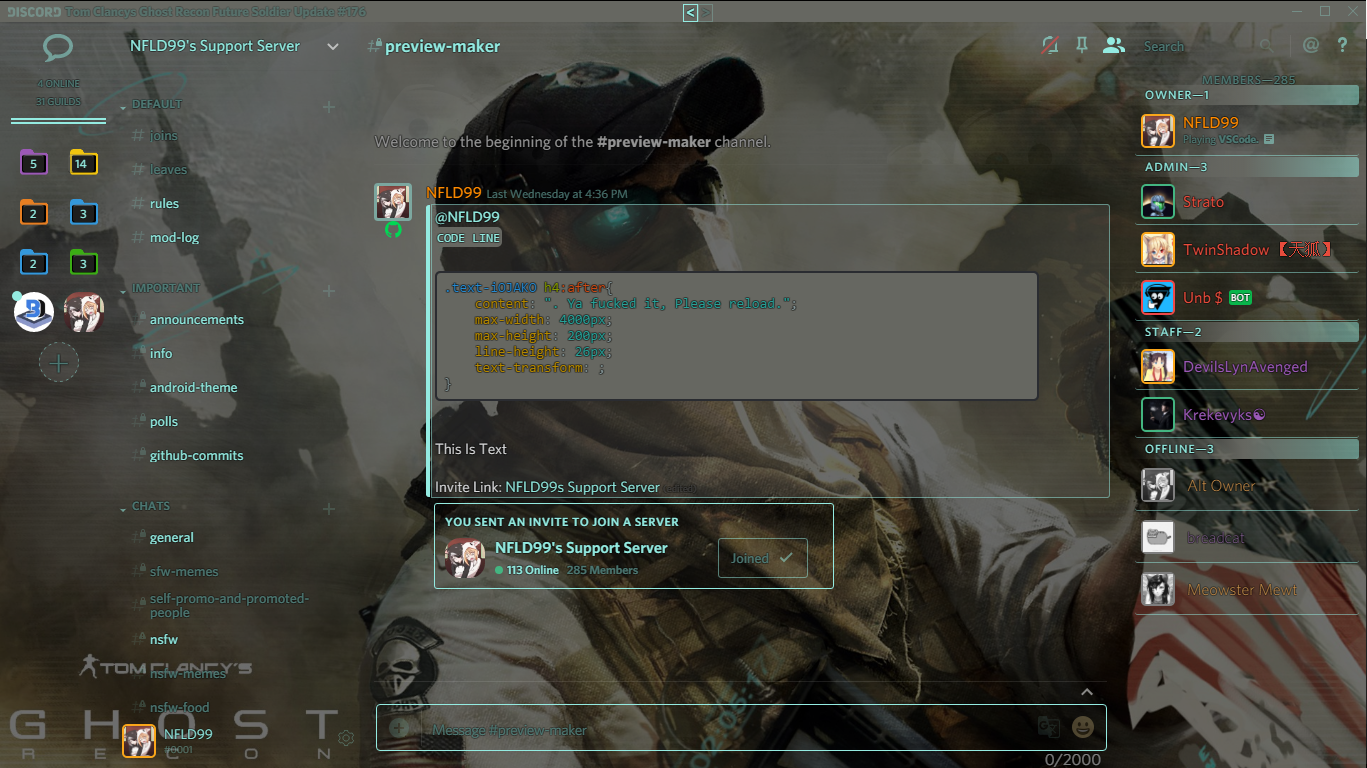 DISCORD Tom Clancys Ghost Recon Future Soldier Update #176
< >
4 ONLINE
31 GUILDS
5
14
2
3
2
3
NFLD99's Support Server
DEFAULT
# joins
# leaves
# rules
# mod-log
IMPORTANT
announcements
info
android-theme
polls
github-commits
CHATS
general
sfw-memes
self-promo-and-promoted-
people
nsfw
TOM CLANCY'S
nsfw-memes
nsfw-food
GHOST
RECON
NFLD99
#0001
#preview-maker
Search
@ ?
Welcome to the beginning of the #preview-maker channel.
NFLD99 Last Wednesday at 4:36 PM
@NFLD99
CODE LINE
.text-iOJAKO h4:after{
content: ". Ya fucked it, Please reload.";
max-width: 4000px;
max-height: 200px;
line-height: 26px;
text-transform: ;
}
This Is Text
Invite Link: NFLD99s Support Server
YOU SENT AN INVITE TO JOIN A SERVER
NFLD99's Support Server
113 Online 285 Members
Joined
Message #preview-maker
0/2000
MEMBERS—285
OWNER—1
NFLD99
Playing VSCode.
ADMIN—3
Strato
TwinShadow 【天狐】
Unb $ BOT
STAFF—2
DevilsLynAvenged
Krekevyks☯
OFFLINE—3
Alt Owner
breadcat
Meowster Mewt